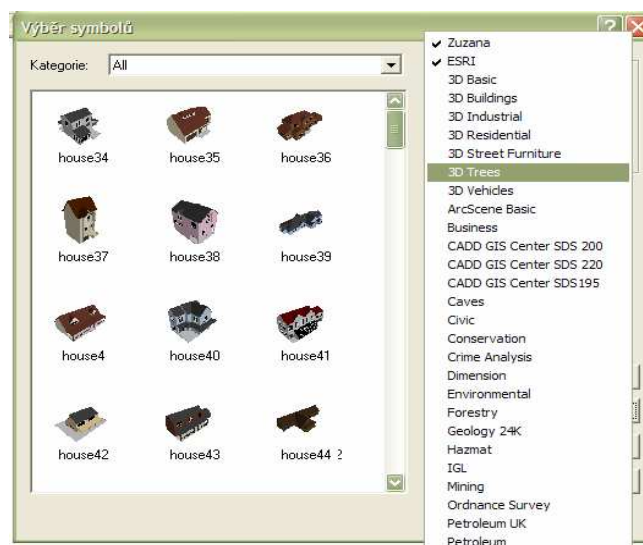 Výběr symbolů
Kategorie: All
house34 house35 house36
house37 house38 house39
house4 house40 house41
house42 house43 house44 2
Zuzana
ESRI
3D Basic
3D Buildings
3D Industrial
3D Residential
3D Street Furniture
3D Trees
3D Vehicles
ArcScene Basic
Business
CADD GIS Center SDS 200
CADD GIS Center SDS 220
CADD GIS Center SDS195
Caves
Civic
Conservation
Crime Analysis
Dimension
Environmental
Forestry
Geology 24K
Hazmat
IGL
Mining
Ordnance Survey
Petroleum UK
Petroleum